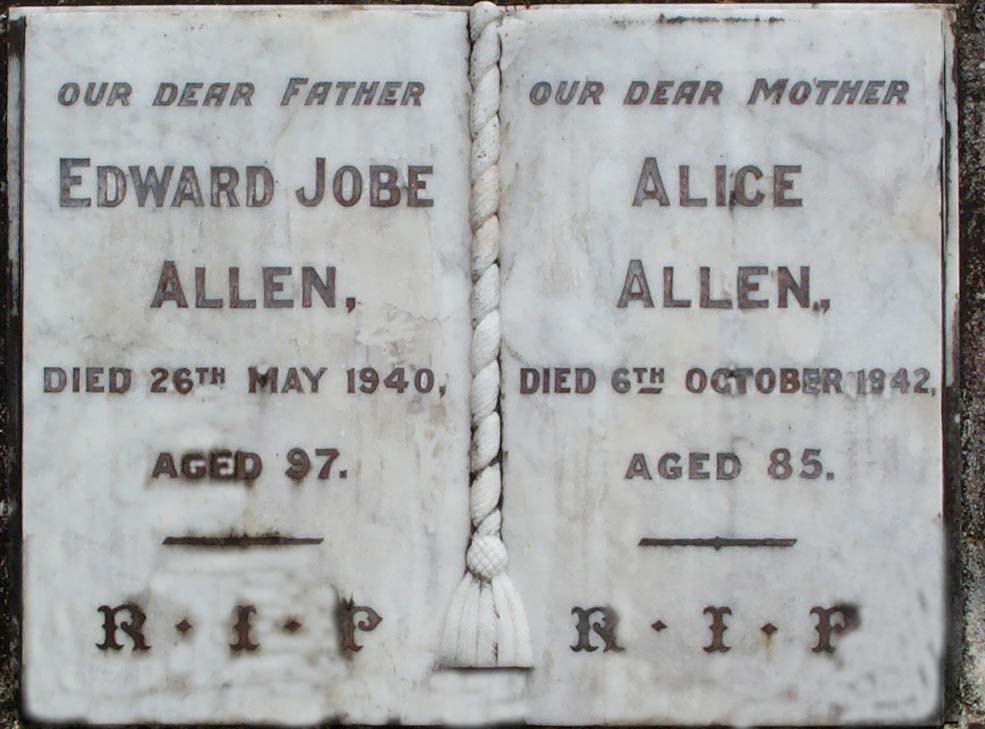 OUR DEAR FATHER
EDWARD JOBE
ALLEN,
DIED 26TH MAY 1940,
AGED 97.
R · I · P
OUR DEAR MOTHER
ALICE
ALLEN,
DIED 6TH OCTOBER 1942,
AGED 85.
R · I · P